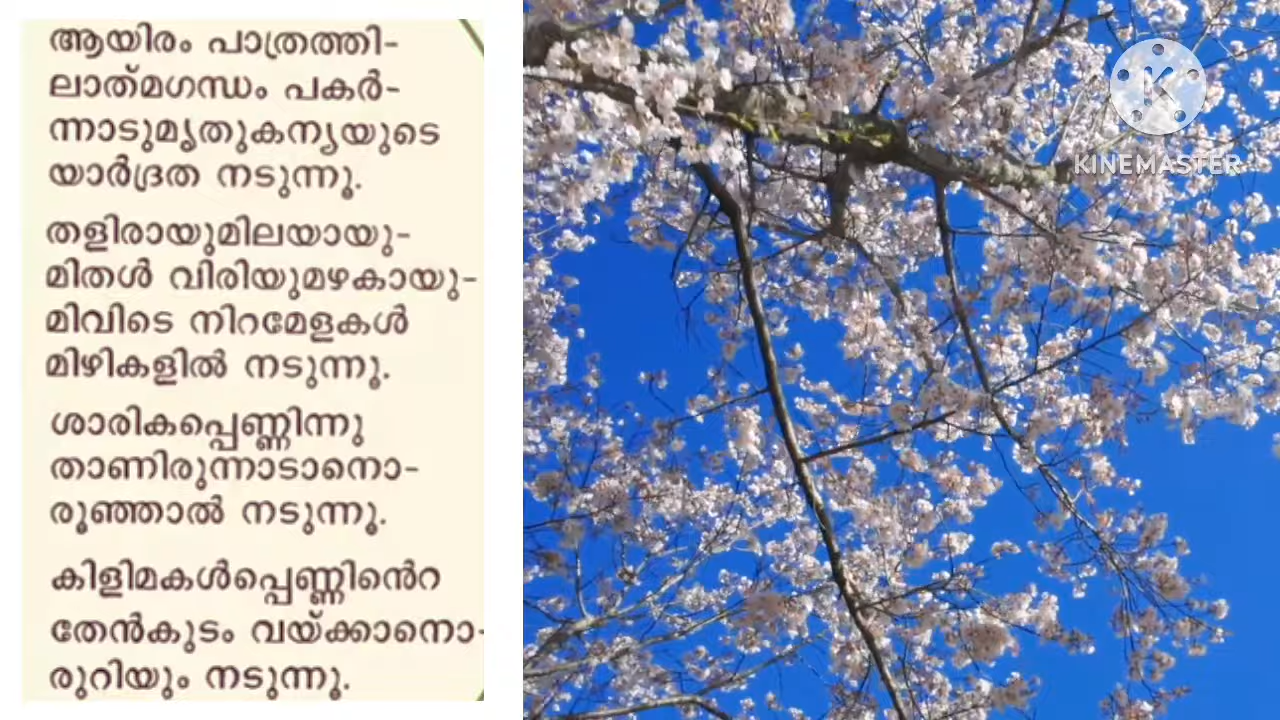 ആയിരം പാത്രത്തി-
ലാത്മഗന്ധം പകർ-
ന്നാടുമൃതുകന്യയുടെ
യാർദ്രത നടുന്നൂ.
തളിരായുമിലയായു-
മിതൾ വിരിയുമഴകായു-
മിവിടെ നിറമേളകൾ
മിഴികളിൽ നടുന്നൂ.
ശാരികപ്പെണ്ണിന്നു
താണിരുന്നാടാനൊ-
രൂഞ്ഞാൽ നടുന്നൂ.
കിളിമകൾപ്പെണ്ണിൻെറ
തേൻകുടം വയ്ക്കാനൊ-
രുറിയും നടുന്നൂ.
KINEMASTER